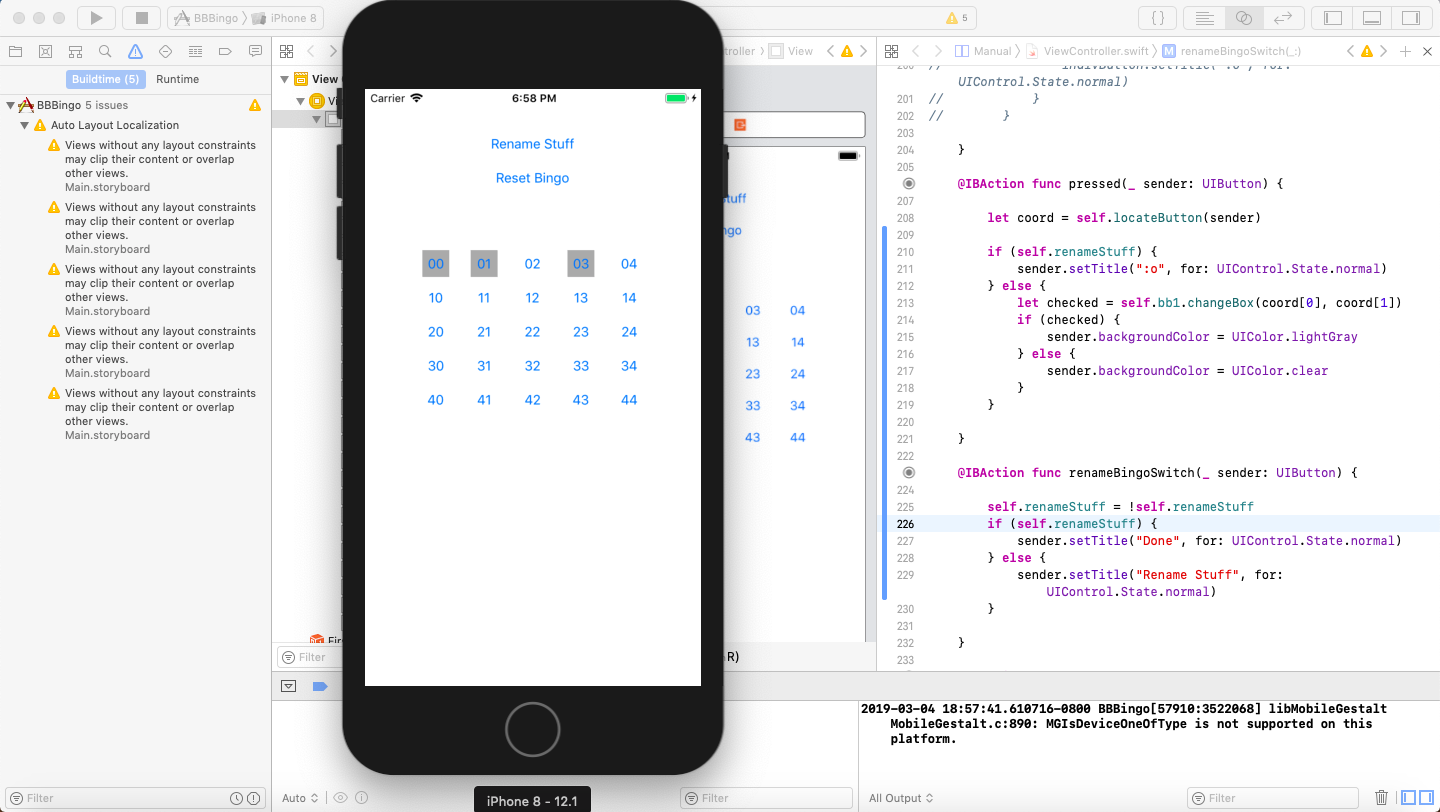 BBBingo
iPhone 8
5
Buildtime (5)
Runtime
BBBingo 5 issues
Auto Layout Localization
Views without any layout constraints
may clip their content or overlap
other views.
Main.storyboard
Views without any layout constraints
may clip their content or overlap
other views.
Main.storyboard
Views without any layout constraints
may clip their content or overlap
other views.
Main.storyboard
Views without any layout constraints
may clip their content or overlap
other views.
Main.storyboard
Views without any layout constraints
may clip their content or overlap
other views.
Main.storyboard
Filter
View
Filter
Carrier 6:58 PM
Rename Stuff
Reset Bingo
00 01 02 03 04
10 11 12 13 14
20 21 22 23 24
30 31 32 33 34
40 41 42 43 44
iPhone 8 - 12.1
View
03 04
13 14
23 24
33 34
43 44
Manual ViewController.swift M renameBingoSwitch(_:)
UIControl.State.normal)
201 // }
202 // }
203
204 }
205
@IBAction func pressed(_ sender: UIButton) {
207
208 let coord = self.locateButton(sender)
209
210 if (self.renameStuff) {
211 sender.setTitle(":o", for: UIControl.State.normal)
212 } else {
213 let checked = self.bb1.changeBox(coord[0], coord[1])
214 if (checked) {
215 sender.backgroundColor = UIColor.lightGray
216 } else {
217 sender.backgroundColor = UIColor.clear
218 }
219 }
220
221 }
222
@IBAction func renameBingoSwitch(_ sender: UIButton) {
224
225 self.renameStuff = !self.renameStuff
226 if (self.renameStuff) {
227 sender.setTitle("Done", for: UIControl.State.normal)
228 } else {
229 sender.setTitle("Rename Stuff", for:
UIControl.State.normal)
230 }
231
232 }
233
2019-03-04 18:57:41.610716-0800 BBBingo[57910:3522068] libMobileGestalt
MobileGestalt.c:890: MGIsDeviceOneOfType is not supported on this
platform.
Auto
Filter
All Output
Filter